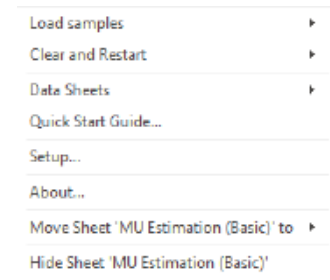 Load samples
Clear and Restart
Data Sheets
Quick Start Guide...
Setup...
About...
Move Sheet 'MU Estimation (Basic)' to
Hide Sheet 'MU Estimation (Basic)'